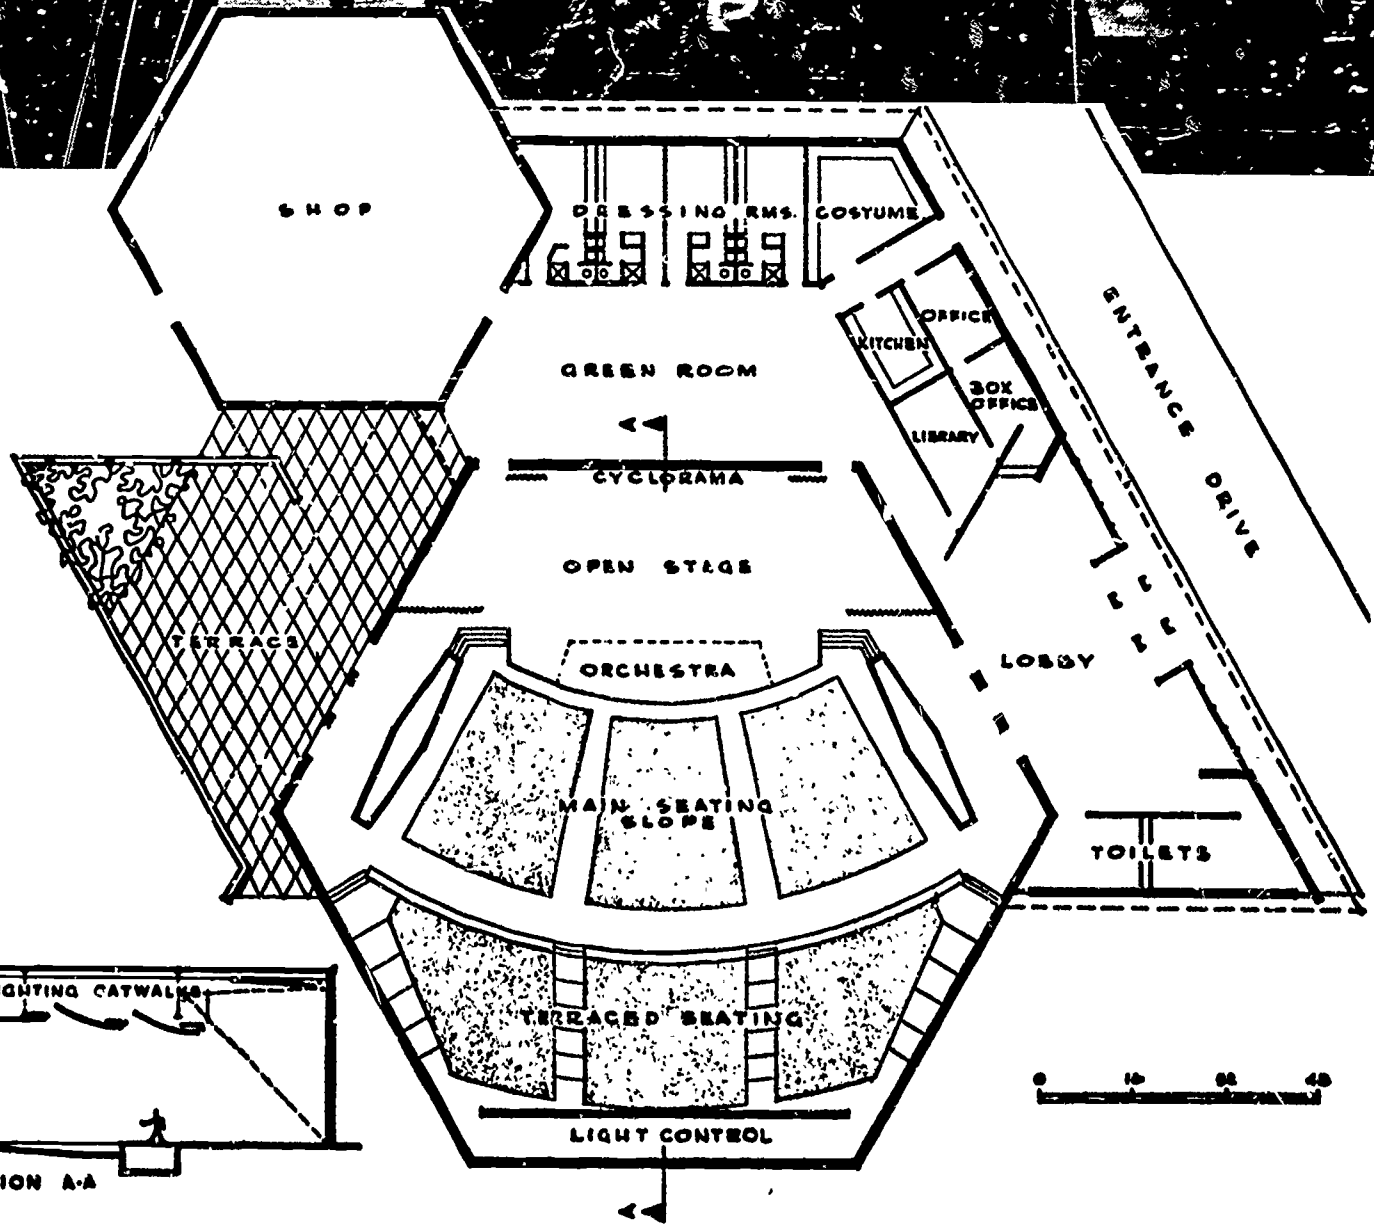 SHOP
DRESSING RMS.
COSTUME
ENTRANCE DRIVE
OFFICE
KITCHEN
GREEN ROOM
BOX
OFFICE
LIBRARY
A
CYCLORAMA
OPEN STAGE
TERRACE
ORCHESTRA
LOBBY
MAIN SEATING
SLOPE
TOILETS
LIGHTING CATWALKS
TERRACED SEATING
0 16 32 48
LIGHT CONTROL
ION A-A
A